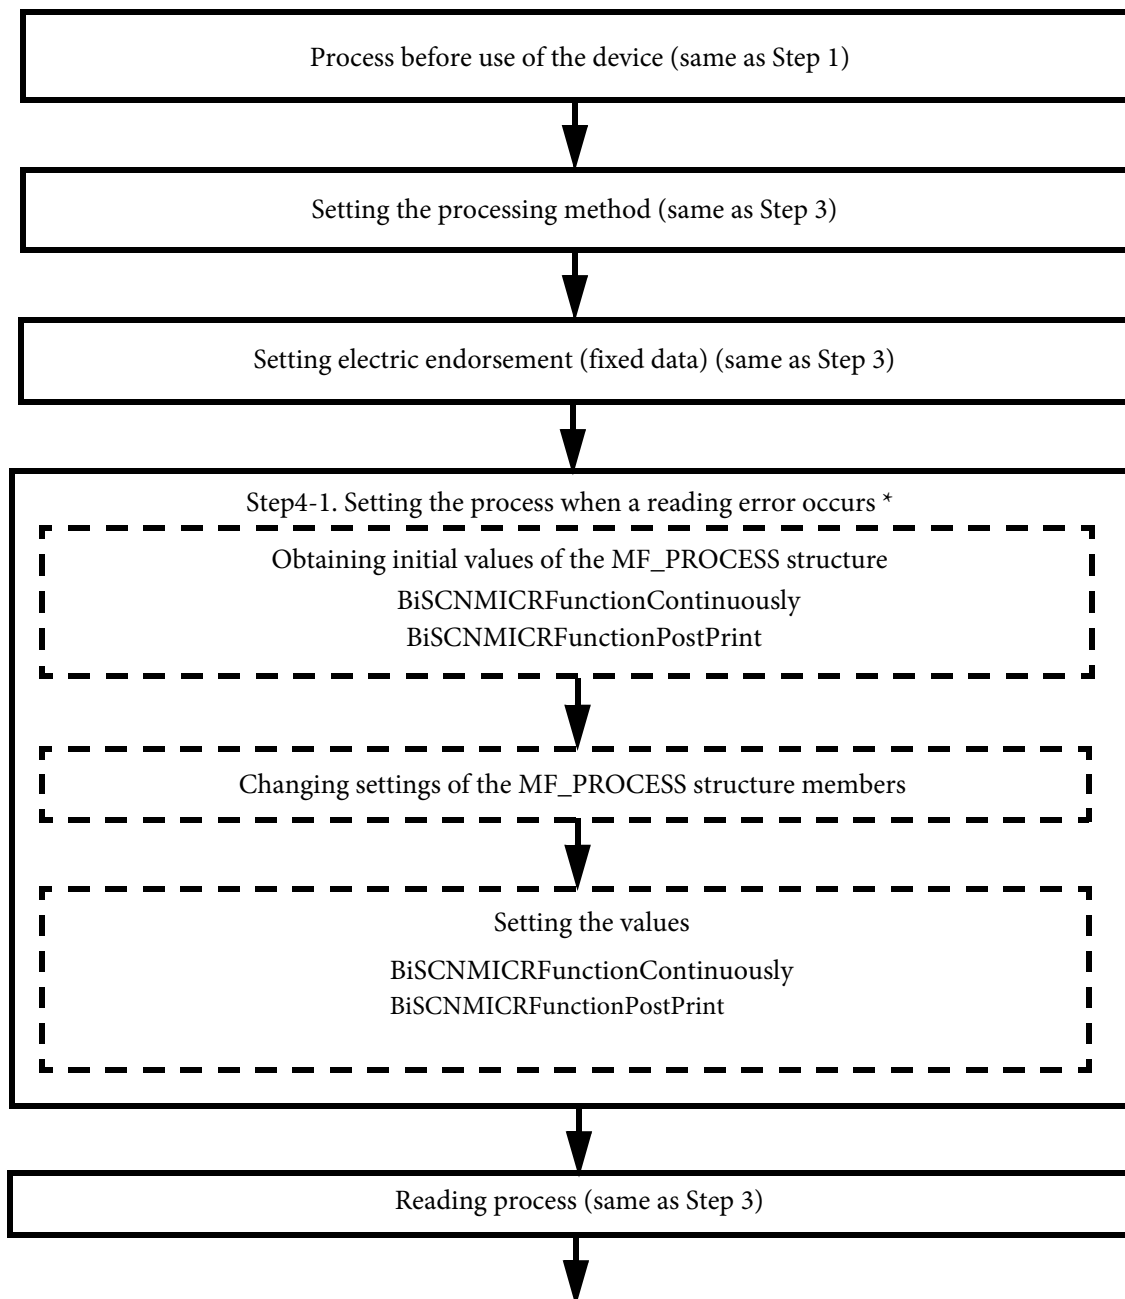 Process before use of the device (same as Step 1)
Setting the processing method (same as Step 3)
Setting electric endorsement (fixed data) (same as Step 3)
Step4-1. Setting the process when a reading error occurs *
Obtaining initial values of the MF_PROCESS structure
BiSCNMICRFunctionContinuously
BiSCNMICRFunctionPostPrint
Changing settings of the MF_PROCESS structure members
Setting the values
BiSCNMICRFunctionContinuously
BiSCNMICRFunctionPostPrint
Reading process (same as Step 3)